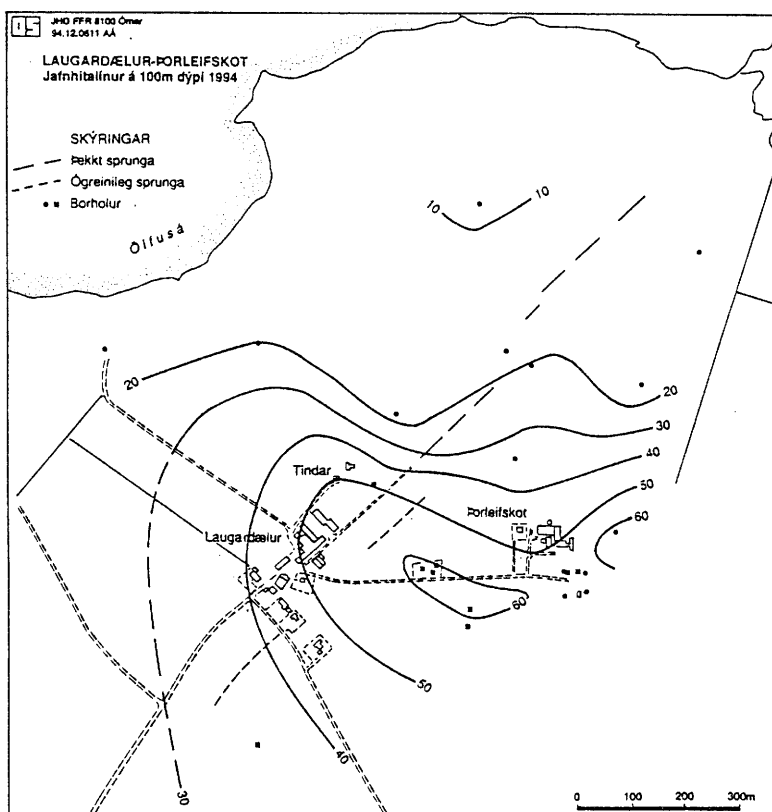 JHD FFR 8100 Ómar
94.12.0611 AÁ
LAUGARDÆLUR-ÞORLEIFSKOT
Jafnhitalínur á 100m dýpi 1994
SKÝRINGAR
Þekkt sprunga
Ógreinileg sprunga
Borholur
Ölfusá
10
10
20
20
30
40
Tindar
50
Þorleifskot
60
Laugardælur
60
50
40
30
0 100 200 300m